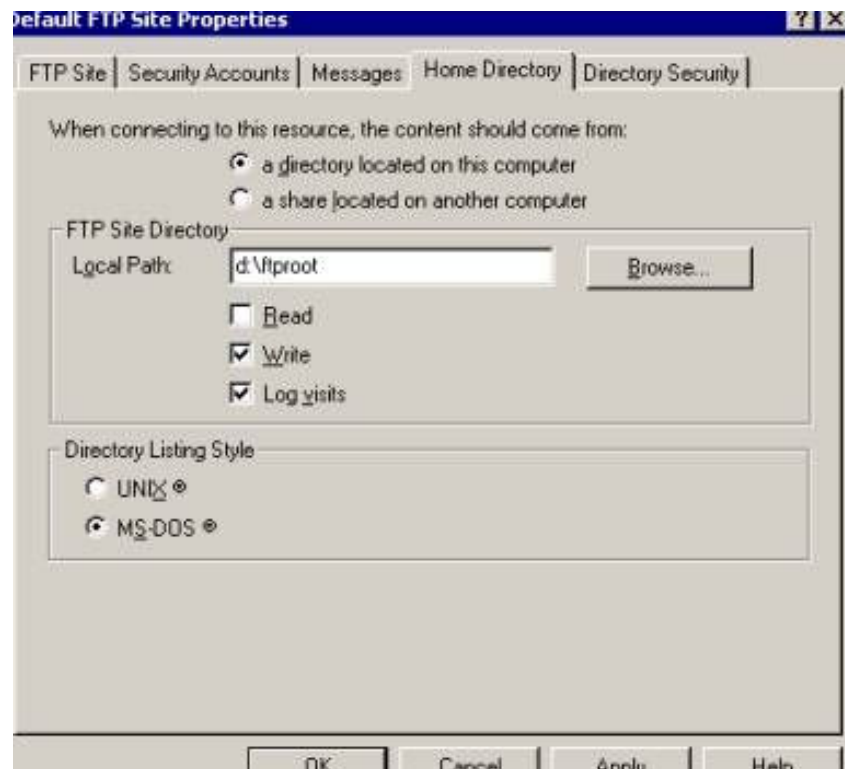 Default FTP Site Properties
FTP Site Security Accounts Messages Home Directory Directory Security
When connecting to this resource, the content should come from:
a directory located on this computer
a share located on another computer
FTP Site Directory
Local Path: d:\ftproot Browse...
Read
Write
Log visits
Directory Listing Style
UNIX ®
MS-DOS ®
OK Cancel Apply Help